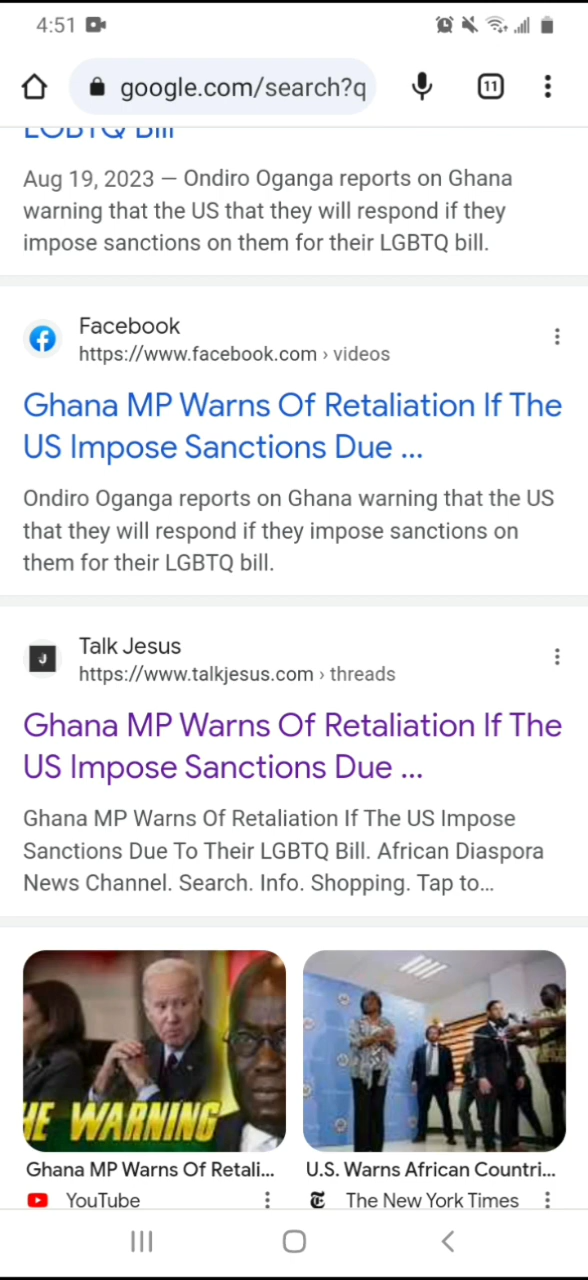 4:51
google.com/search?q
11
LGBTQ Bill
Aug 19, 2023 — Ondiro Oganga reports on Ghana
warning that the US that they will respond if they
impose sanctions on them for their LGBTQ bill.
Facebook
https://www.facebook.com › videos
Ghana MP Warns Of Retaliation If The
US Impose Sanctions Due ...
Ondiro Oganga reports on Ghana warning that the US
that they will respond if they impose sanctions on
them for their LGBTQ bill.
Talk Jesus
https://www.talkjesus.com › threads
Ghana MP Warns Of Retaliation If The
US Impose Sanctions Due ...
Ghana MP Warns Of Retaliation If The US Impose
Sanctions Due To Their LGBTQ Bill. African Diaspora
News Channel. Search. Info. Shopping. Tap to...
HE WARNING
Ghana MP Warns Of Retali...
U.S. Warns African Countri...
YouTube
The New York Times